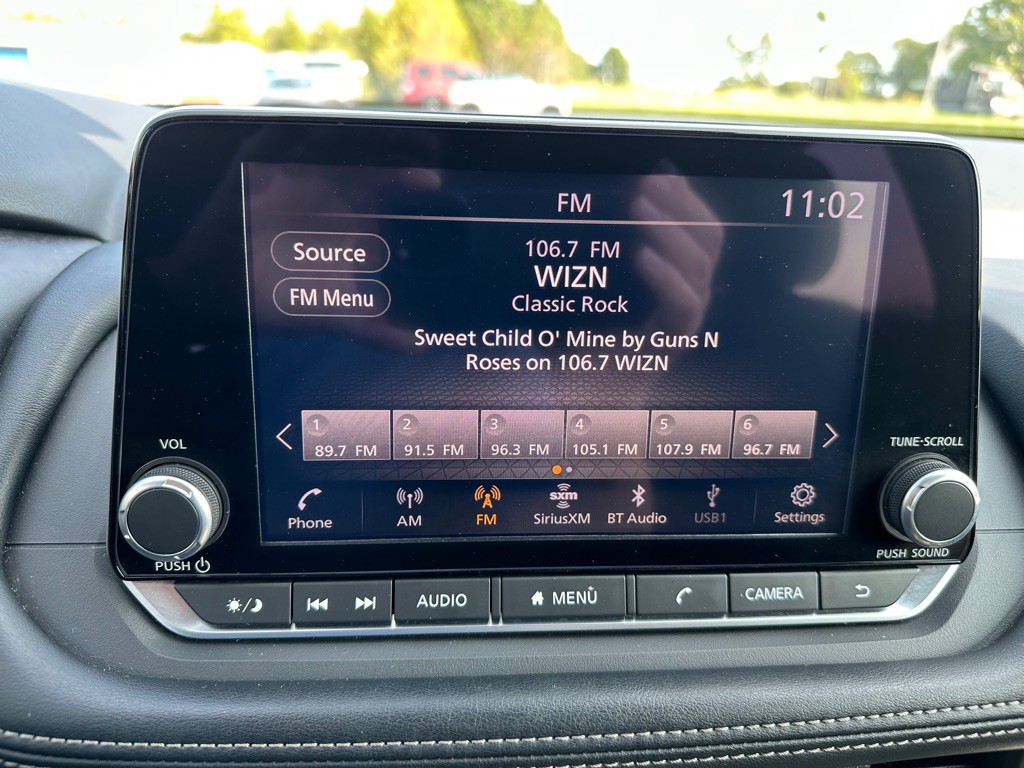 FM
11:02
Source
FM Menu
106.7 FM
WIZN
Classic Rock
Sweet Child O' Mine by Guns N
Roses on 106.7 WIZN
1
89.7 FM
2
91.5 FM
3
96.3 FM
4
105.1 FM
5
107.9 FM
6
96.7 FM
Phone
AM
FM
sxm
SiriusXM
BT Audio
USB1
Settings
VOL
PUSH
TUNE·SCROLL
PUSH SOUND
AUDIO
MENU
CAMERA